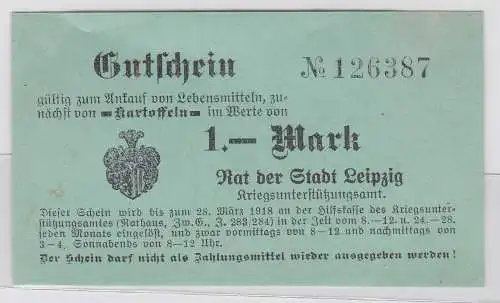 Gutschein № 126387
gültig zum Ankauf von Lebensmitteln, zu-
nächst von Kartoffeln im Werte von
1.— Mark
Rat der Stadt Leipzig
Kriegsunterstützungsamt.
Dieser Schein wird bis zum 28. März 1918 an der Hilfskasse des Kriegsunter-
stützungsamtes (Rathaus, Zw.G., Z. 283/284) in der Zeit vom 8.—12. u. 24.—28.
jeden Monats eingelöst, und zwar vormittags von 8—12 und nachmittags von
3—4, Sonnabends von 8—12 Uhr.
Der Schein darf nicht als Zahlungsmittel wieder ausgegeben werden!